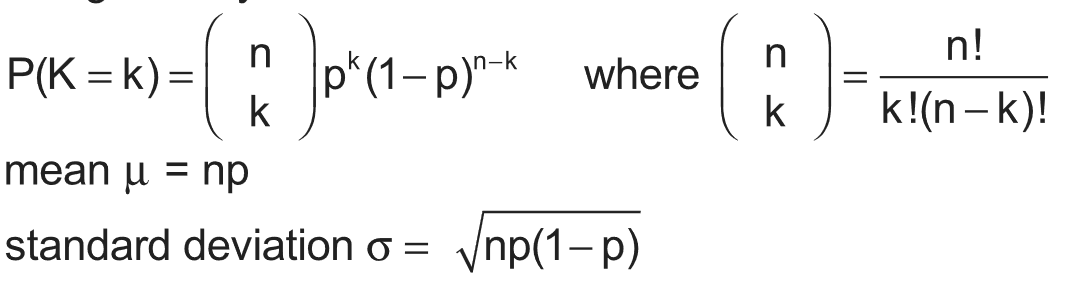 P(K = k) = ( n k ) p^k (1 – p)^{n–k} where ( n k ) = n! / k!(n – k)!
mean μ = np
standard deviation σ = √np(1 – p)